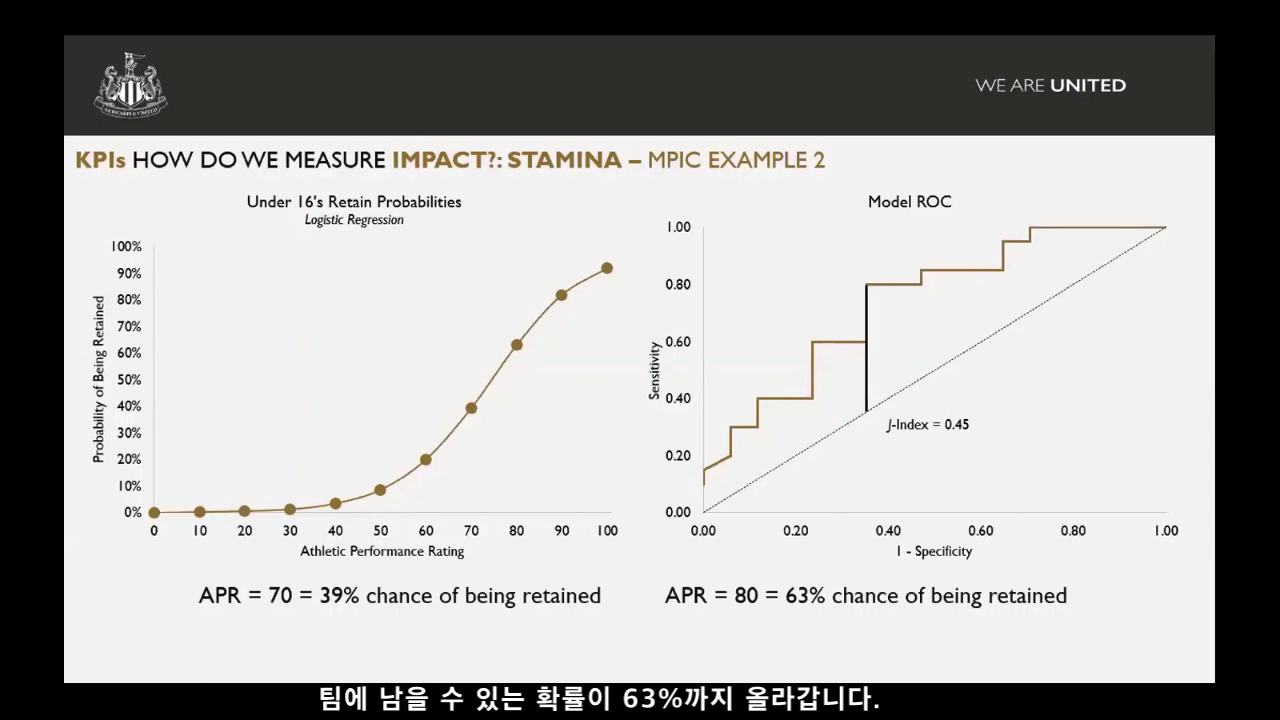 WE ARE UNITED
KPIs HOW DO WE MEASURE IMPACT?: STAMINA – MPIC EXAMPLE 2
Under 16's Retain Probabilities
Logistic Regression
100%
90%
80%
70%
60%
50%
40%
30%
20%
10%
0%
Probability of Being Retained
0 10 20 30 40 50 60 70 80 90 100
Athletic Performance Rating
Model ROC
1.00
0.80
0.60
0.40
0.20
0.00
Sensitivity
J-Index = 0.45
0.00 0.20 0.40 0.60 0.80 1.00
1 - Specificity
APR = 70 = 39% chance of being retained
APR = 80 = 63% chance of being retained
팀에 남을 수 있는 확률이 63%까지 올라갑니다.